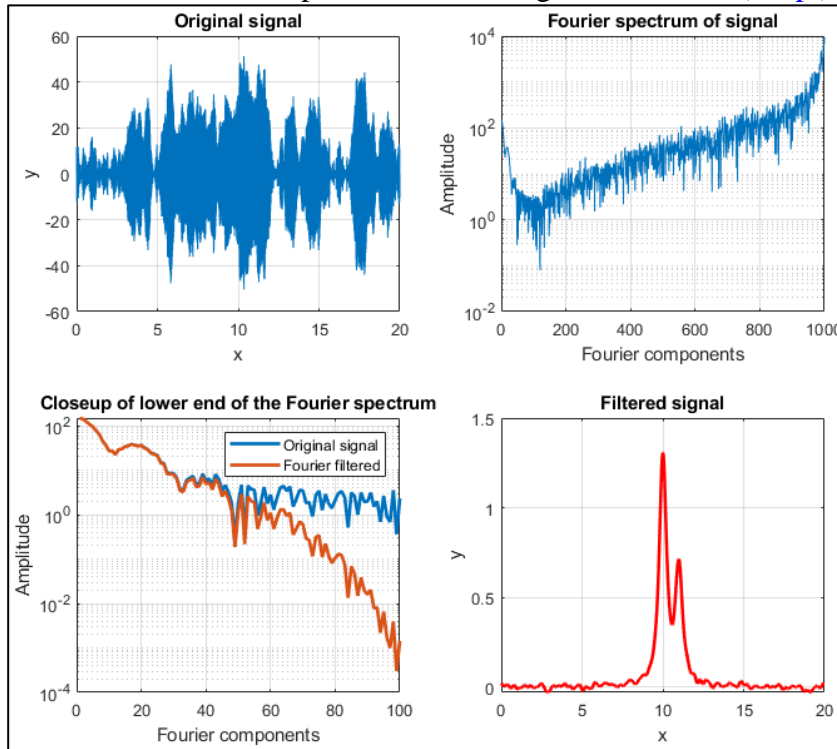 Original signal
60
40
20
0
-20
-40
-60
y
0
5
10
15
20
x
Fourier spectrum of signal
10^4
10^2
10^0
10^-2
Amplitude
0
200
400
600
800
1000
Fourier components
Closeup of lower end of the Fourier spectrum
10^2
10^0
10^-2
10^-4
Amplitude
Original signal
Fourier filtered
0
20
40
60
80
100
Fourier components
Filtered signal
1.5
1
0.5
0
y
0
5
10
15
20
x